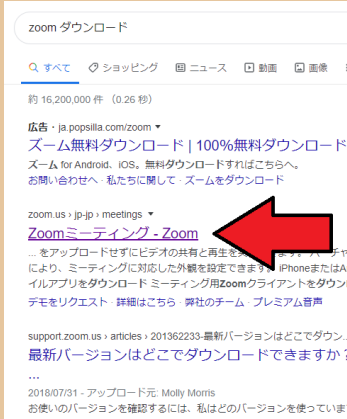 zoom ダウンロード
すべて ショッピング ニュース 動画 画像
約 16,200,000 件 （0.26 秒）
広告・ja.popsilla.com/zoom ▼
ズーム無料ダウンロード | 100%無料ダウンロード
ズーム for Android、iOS。無料ダウンロードすればこちらへ。
お問い合わせへ · 私たちに関して · ズームをダウンロード
zoom.us › jp-jp › meetings ▼
Zoomミーティング - Zoom
... をアップロードせずにビデオの共有と再生を
により、ミーティングに対応した外観を設定できます。 iPhoneまたは
イルアプリをダウンロード ミーティング用Zoomクライアントをダウン
デモをリクエスト · 詳細はこちら · 弊社のチーム · プレミアム音声
support.zoom.us › articles › 201362233-最新バージョンはどこでダウン...
最新バージョンはどこでダウンロードできますか？
...
2018/07/31 - アップロード元: Molly Morris
お使いのバージョンを確認するには、私はどのバージョンを使っていま